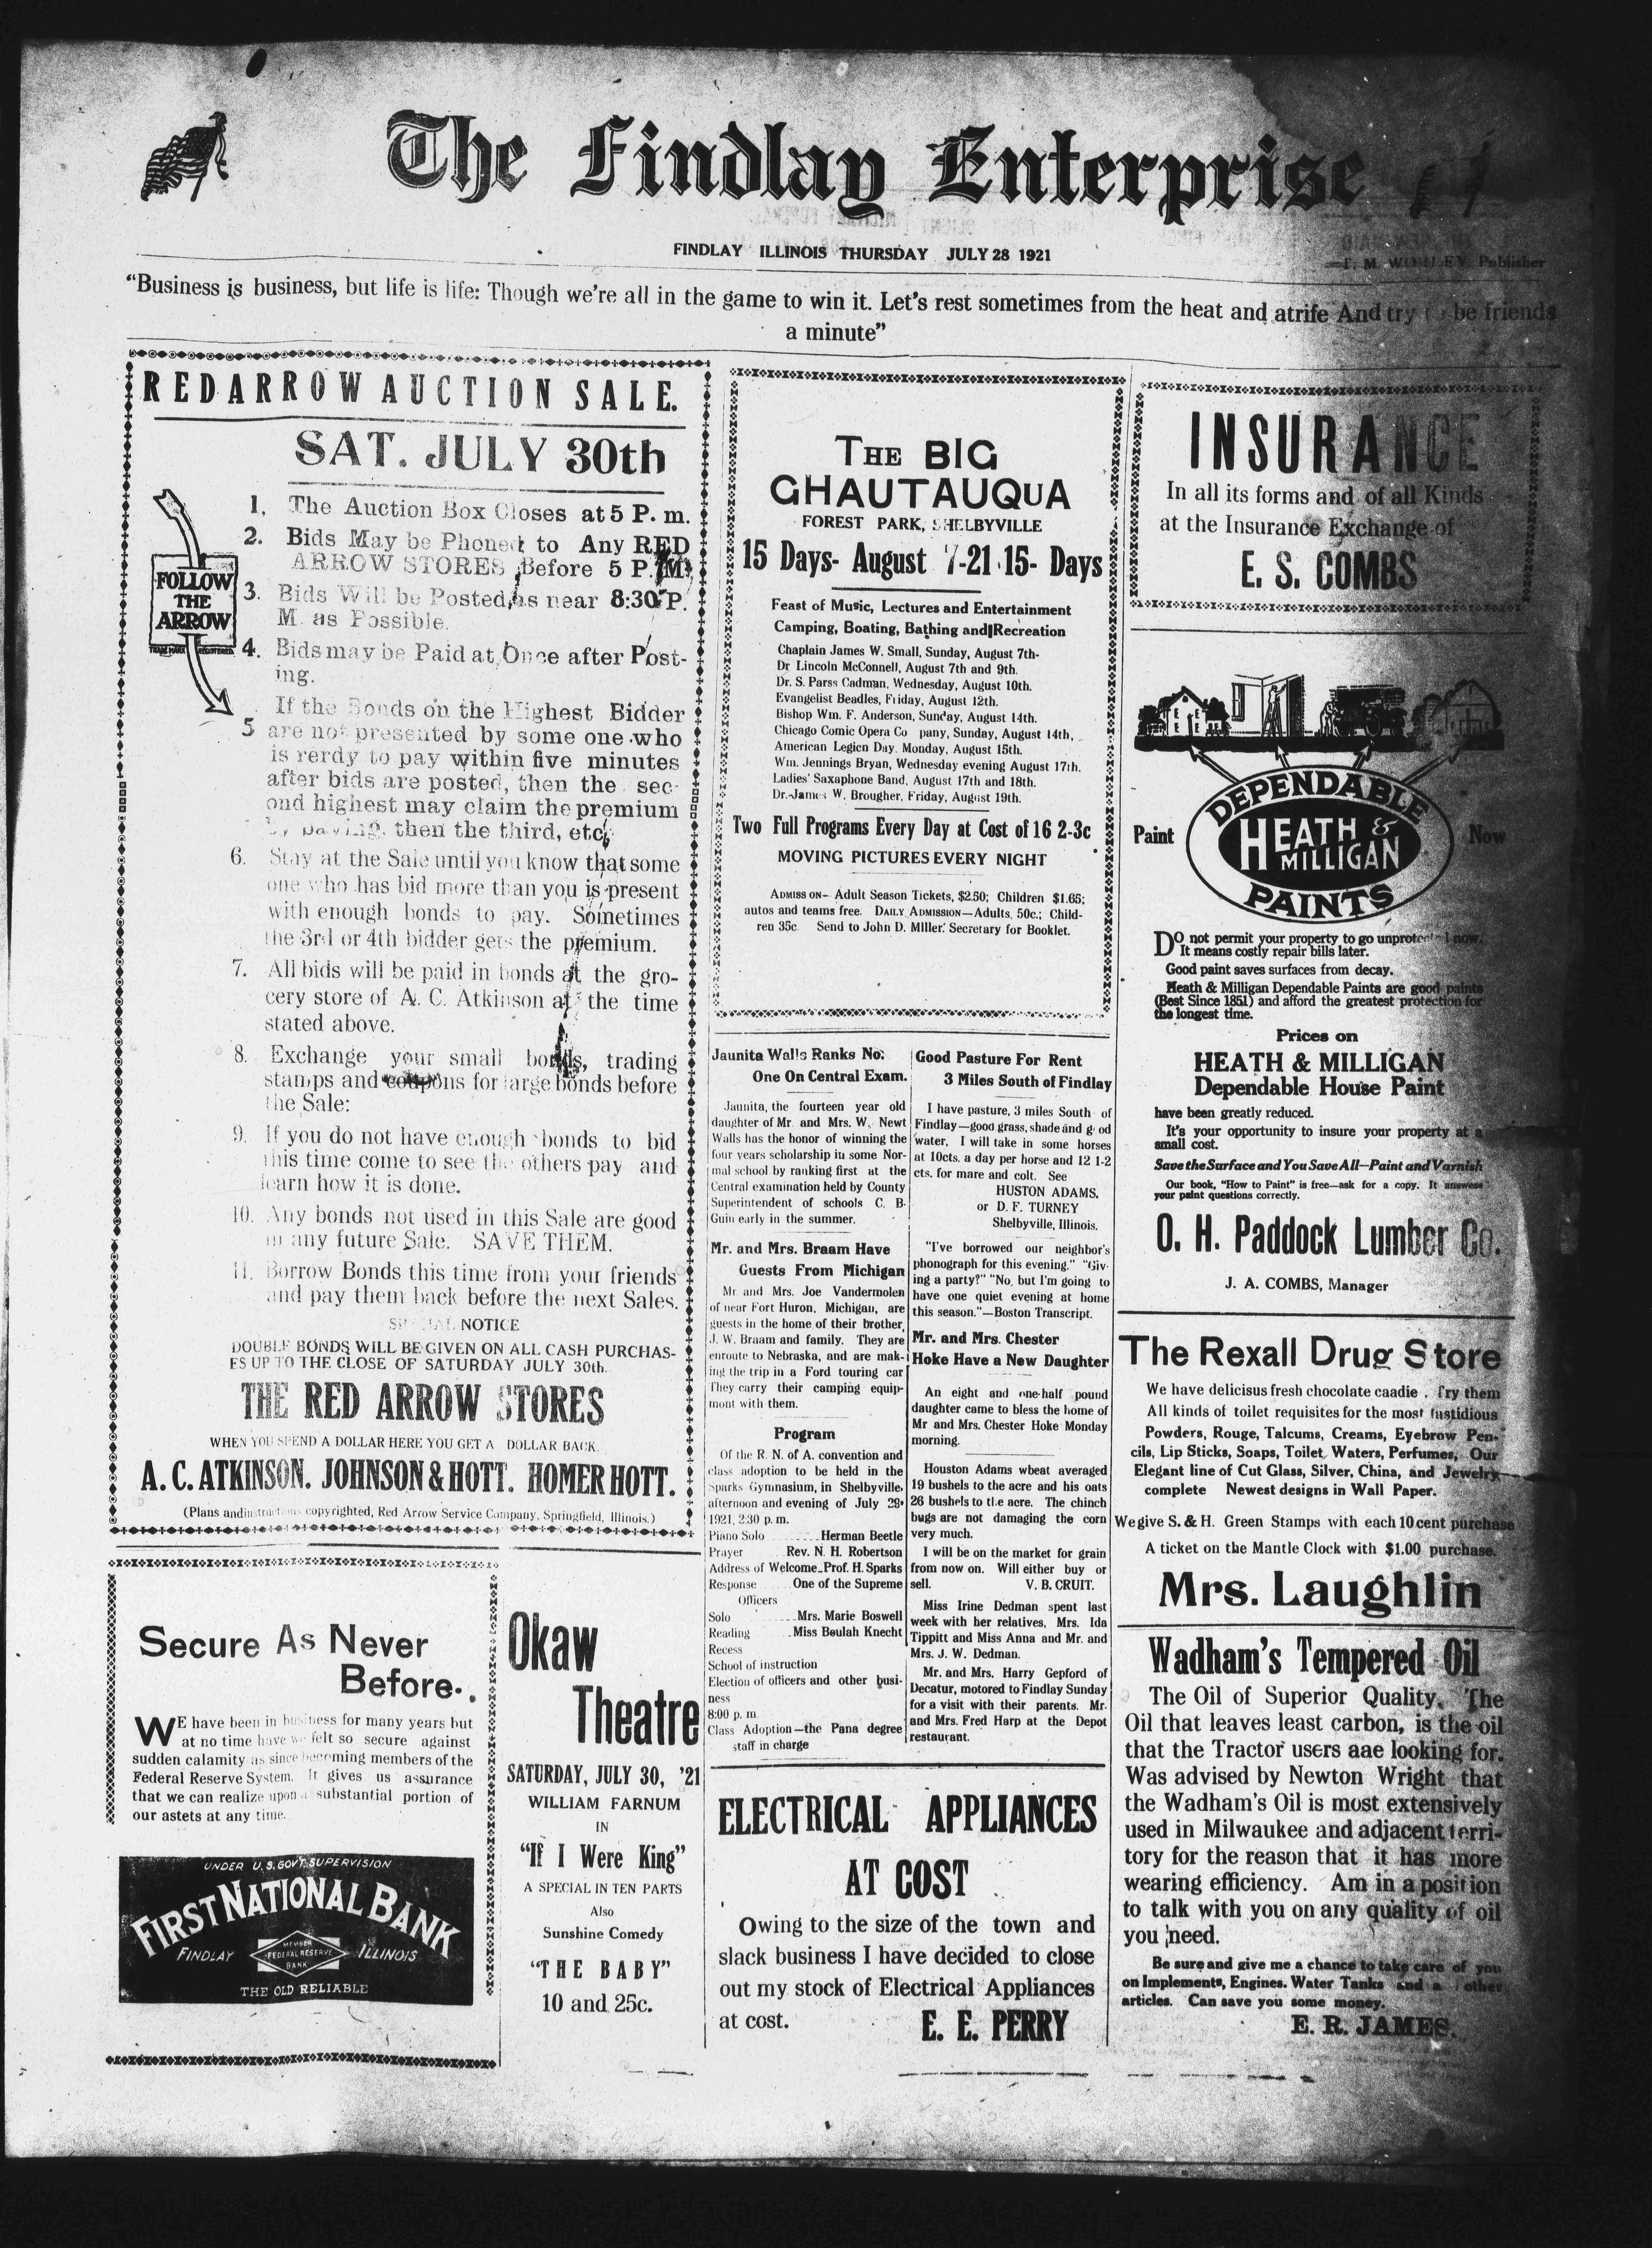 The Findlay Enterprise
FINDLAY ILLINOIS THURSDAY JULY 28 1921
Publisher
"Business is business, but life is life: Though we're all in the game to win it. Let's rest sometimes from the heat and atrife And try to be friends
a minute"
RED ARROW AUCTION SALE.
SAT. JULY 30th
FOLLOW
THE
ARROW
TRADE MARK REGISTERED
1, The Auction Box Closes at 5 P. m.
2. Bids May be Phoned to Any RED
ARROW STORES Before 5 P. M.
3. Bids Will be Posted as near 8:30 P.
M. as Possible.
4. Bids may be Paid at Once after Post-
ing.
If the Bonds on the Highest Bidder
5 are not presented by some one who
is rerdy to pay within five minutes
after bids are posted, then the sec-
ond highest may claim the premium
by paying. then the third, etc.
6. Stay at the Sale until you know that some
one who has bid more than you is present
with enough bonds to pay. Sometimes
the 3rd or 4th bidder gets the premium.
7. All bids will be paid in bonds at the gro-
cery store of A. C. Atkinson at the time
stated above.
8. Exchange your small bonds, trading
stamps and coupons for large bonds before
the Sale:
9. If you do not have enough bonds to bid
this time come to see the others pay and
learn how it is done.
10. Any bonds not used in this Sale are good
in any future Sale. SAVE THEM.
11. Borrow Bonds this time from your friends
and pay them back before the next Sales.
SPECIAL NOTICE
DOUBLE BONDS WILL BE GIVEN ON ALL CASH PURCHAS-
ES UP TO THE CLOSE OF SATURDAY JULY 30th.
THE RED ARROW STORES
WHEN YOU SPEND A DOLLAR HERE YOU GET A DOLLAR BACK.
A. C. ATKINSON. JOHNSON & HOTT. HOMER HOTT.
(Plans and instructions copyrighted, Red Arrow Service Company, Springfield, Illinois.)
Secure As Never
Before.
WE have been in business for many years but
at no time have we felt so secure against
sudden calamity as since becoming members of the
Federal Reserve System. It gives us assurance
that we can realize upon a substantial portion of
our astets at any time.
UNDER U. S. GOVT SUPERVISION
FIRST NATIONAL BANK
FINDLAY MEMBER FEDERAL RESERVE BANK ILLINOIS
THE OLD RELIABLE
Okaw
Theatre
SATURDAY, JULY 30, '21
WILLIAM FARNUM
IN
"If I Were King"
A SPECIAL IN TEN PARTS
Also
Sunshine Comedy
"THE BABY"
10 and 25c.
THE BIG
CHAUTAUQUA
FOREST PARK, SHELBYVILLE
15 Days- August 7-21 15- Days
Feast of Music, Lectures and Entertainment
Camping, Boating, Bathing and Recreation
Chaplain James W. Small, Sunday, August 7th-
Dr Lincoln McConnell, August 7th and 9th.
Dr. S. Parss Cadman, Wednesday, August 10th.
Evangelist Beadles, Friday, August 12th.
Bishop Wm. F. Anderson, Sunday, August 14th.
Chicago Comic Opera Co pany, Sunday, August 14th,
American Legion Day, Monday, August 15th.
Wm. Jennings Bryan, Wednesday evening August 17th.
Ladies' Saxaphone Band, August 17th and 18th.
Dr. James W. Brougher, Friday, August 19th.
Two Full Programs Every Day at Cost of 16 2-3c
MOVING PICTURES EVERY NIGHT
ADMISS ON- Adult Season Tickets, $2.50; Children $1.65;
autos and teams free. DAILY ADMISSION-Adults, 50c.; Child-
ren 35c Send to John D. MIller: Secretary for Booklet.
Jaunita Walls Ranks No.
One On Central Exam.
Jaunita, the fourteen year old
daughter of Mr. and Mrs. W. Newt
Walls has the honor of winning the
four years scholarship in some Nor-
mal school by ranking first at the
Central examination held by County
Superintendent of schools C. B.
Guin early in the summer.
Mr. and Mrs. Braam Have
Guests From Michigan
Mr and Mrs. Joe Vandermolen
of near Fort Huron, Michigan, are
guests in the home of their brother,
J. W. Braam and family. They are
enroute to Nebraska, and are mak-
ing the trip in a Ford touring car
They carry their camping equip-
mont with them.
Program
Of the R. N. of A. convention and
class adoption to be held in the
Sparks Gymnasium, in Shelbyville,
afternoon and evening of July 28-
1921, 2:30 p. m.
Piano Solo Herman Beetle
Prayer Rev. N. H. Robertson
Address of Welcome Prof. H. Sparks
Response One of the Supreme
Officers
Solo Mrs. Marie Boswell
Reading Miss Beulah Knecht
Recess
School of instruction
Election of officers and other busi-
ness
8:00 p. m.
Class Adoption—the Pana degree
staff in charge
Good Pasture For Rent
3 Miles South of Findlay
I have pasture, 3 miles South of
Findlay—good grass, shade and g od
water, I will take in some horses
at 10cts. a day per horse and 12 1-2
cts. for mare and colt. See
HUSTON ADAMS,
or D. F. TURNEY
Shelbyville, Illinois.
"I've borrowed our neighbor's
phonograph for this evening." "Giv-
ing a party?" "No, but I'm going to
have one quiet evening at home
this season."—Boston Transcript.
Mr. and Mrs. Chester
Hoke Have a New Daughter
An eight and one-half pound
daughter came to bless the home of
Mr and Mrs. Chester Hoke Monday
morning.
Houston Adams wbeat averaged
19 bushels to the acre and his oats
26 bushels to the acre. The chinch
bugs are not damaging the corn
very much.
I will be on the market for grain
from now on. Will either buy or
sell. V. B. CRUIT.
Miss Irine Dedman spent last
week with her relatives, Mrs. Ida
Tippitt and Miss Anna and Mr. and
Mrs. J. W. Dedman.
Mr. and Mrs. Harry Gepford of
Decatur, motored to Findlay Sunday
for a visit with their parents. Mr.
and Mrs. Fred Harp at the Depot
restaurant.
ELECTRICAL APPLIANCES
AT COST
Owing to the size of the town and
slack business I have decided to close
out my stock of Electrical Appliances
at cost. E. E. PERRY
INSURANCE
In all its forms and of all Kinds
at the Insurance Exchange of
E. S. COMBS
Paint DEPENDABLE Now
HEATH &
MILLIGAN
PAINTS
DO not permit your property to go unprotected now.
It means costly repair bills later.
Good paint saves surfaces from decay.
Heath & Milligan Dependable Paints are good paints
(Best Since 1851) and afford the greatest protection for
the longest time.
Prices on
HEATH & MILLIGAN
Dependable House Paint
have been greatly reduced.
It's your opportunity to insure your property at a
small cost.
Save the Surface and You Save All—Paint and Varnish
Our book, "How to Paint" is free—ask for a copy. It answers
your paint questions correctly.
O. H. Paddock Lumber Co.
J. A. COMBS, Manager
The Rexall Drug Store
We have delicisus fresh chocolate caadie . Try them
All kinds of toilet requisites for the most fastidious
Powders, Rouge, Talcums, Creams, Eyebrow Pen-
cils, Lip Sticks, Soaps, Toilet Waters, Perfumes, Our
Elegant line of Cut Glass, Silver, China, and Jewelry
complete Newest designs in Wall Paper.
We give S. & H. Green Stamps with each 10 cent purchase
A ticket on the Mantle Clock with $1.00 purchase.
Mrs. Laughlin
Wadham's Tempered Oil
The Oil of Superior Quality. The
Oil that leaves least carbon, is the oil
that the Tractor users aae looking for.
Was advised by Newton Wright that
the Wadham's Oil is most extensively
used in Milwaukee and adjacent terri-
tory for the reason that it has more
wearing efficiency. Am in a position
to talk with you on any quality of oil
you need.
Be sure and give me a chance to take care of you
on Implements, Engines. Water Tanks and a other
articles. Can save you some money.
E. R. JAMES.